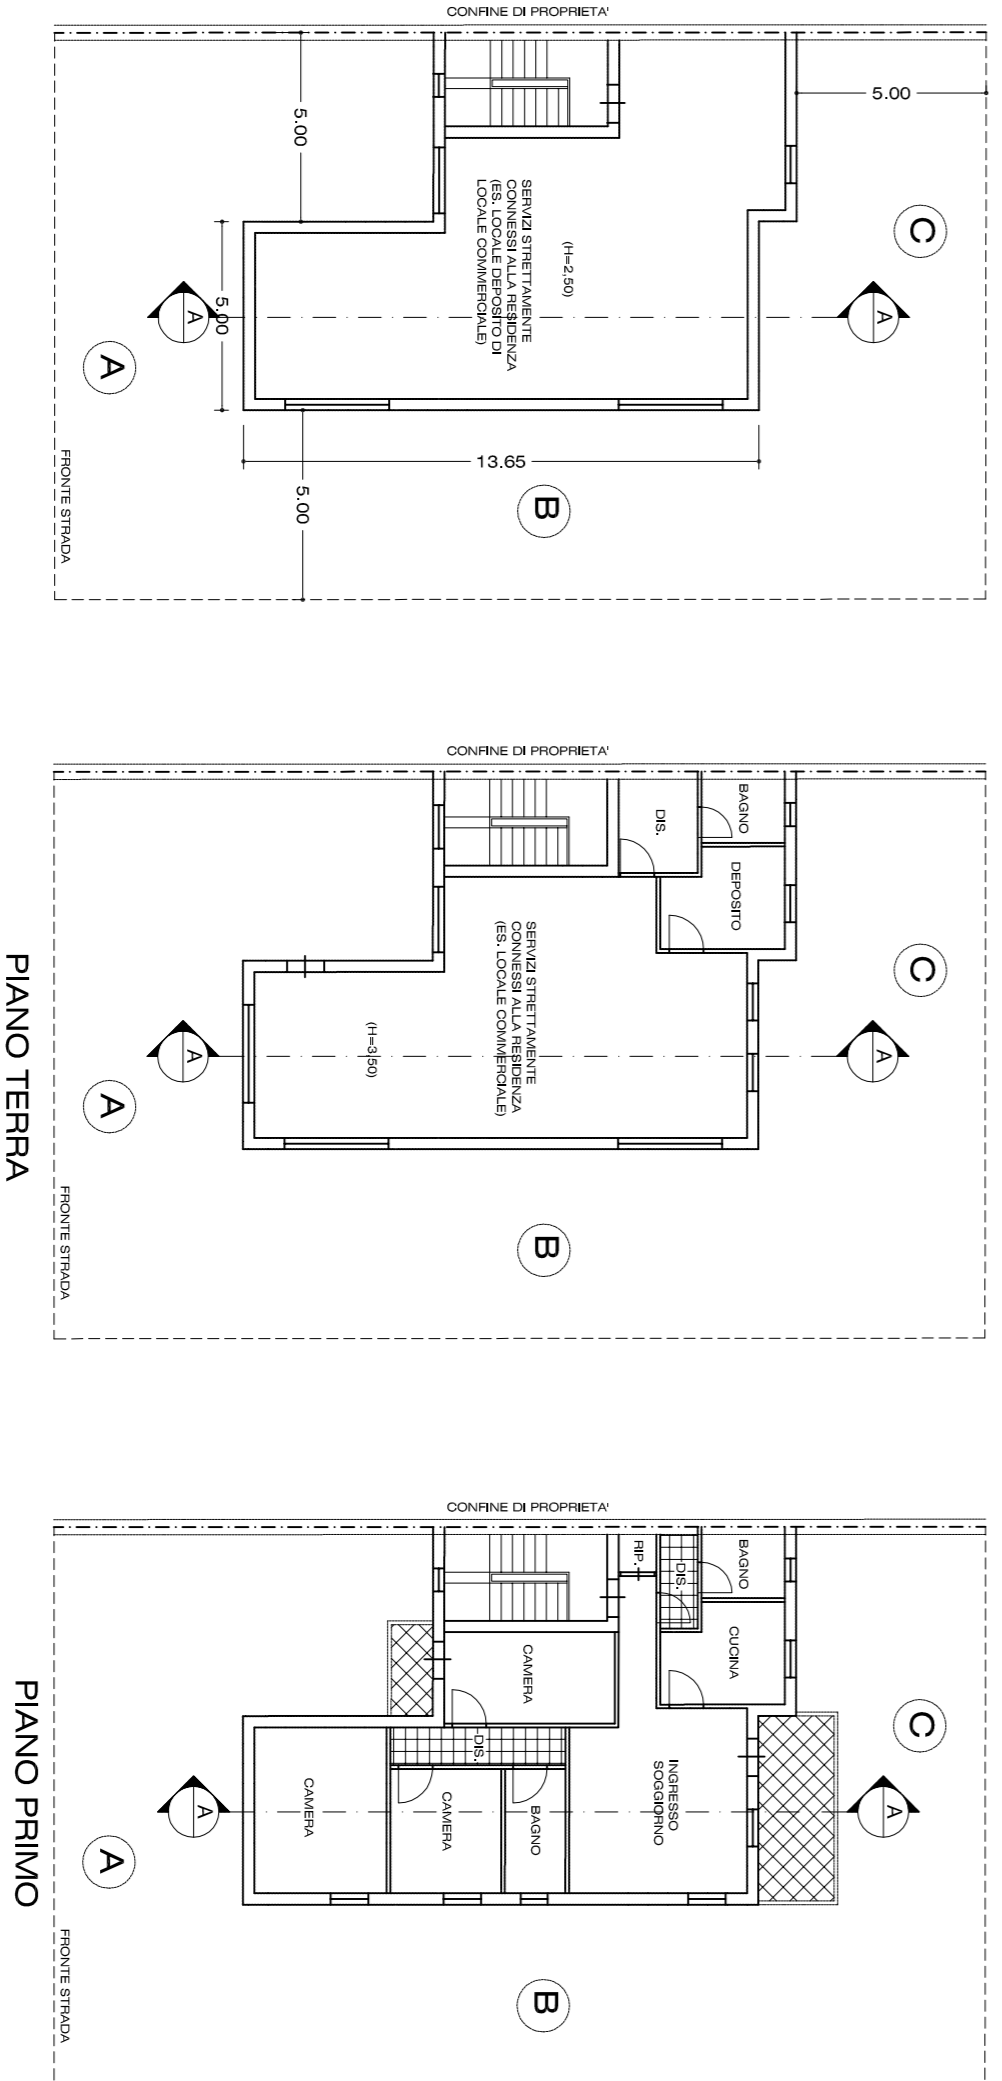 CONFINE DI PROPRIETA'
5.00
5.00
C
SERVIZI STRETTAMENTE
CONNESSI ALLA RESIDENZA
(ES. LOCALE DEPOSITO DI
LOCALE COMMERCIALE)
(H=2,50)
5.00
A
A
A
FRONTE STRADA
13.65
5.00
B
CONFINE DI PROPRIETA'
BAGNO
DIS.
DEPOSITO
C
SERVIZI STRETTAMENTE
CONNESSI ALLA RESIDENZA
(ES. LOCALE COMMERCIALE)
(H=3,50)
A
A
A
FRONTE STRADA
B
PIANO TERRA
CONFINE DI PROPRIETA'
BAGNO
RIP.
DIS.
CUCINA
CAMERA
C
DIS.
INGRESSO
SOGGIORNO
CAMERA
CAMERA
BAGNO
A
A
A
FRONTE STRADA
B
PIANO PRIMO